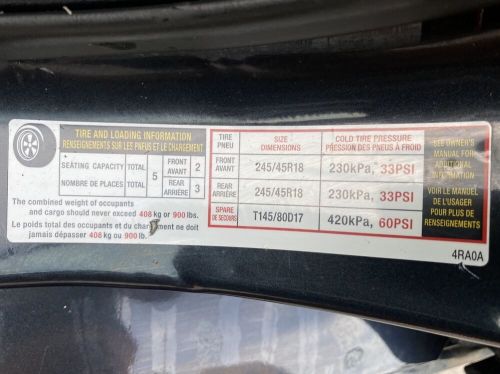 TIRE AND LOADING INFORMATION
RENSEIGNEMENTS SUR LES PNEUS ET LE CHARGEMENT
SEATING CAPACITY TOTAL 5 FRONT AVANT 2
NOMBRE DE PLACES TOTAL REAR ARRIÈRE 3
The combined weight of occupants
and cargo should never exceed 408 kg or 900 lbs.
Le poids total des occupants et du chargement ne doit
jamais dépasser 408 kg ou 900 lb.
TIRE PNEU SIZE DIMENSIONS COLD TIRE PRESSURE PRESSION DES PNEUS À FROID
FRONT AVANT 245/45R18 230kPa, 33PSI
REAR ARRIÈRE 245/45R18 230kPa, 33PSI
SPARE DE SECOURS T145/80D17 420kPa, 60PSI
SEE OWNER'S
MANUAL FOR
ADDITIONAL
INFORMATION
VOIR LE MANUEL
DE L'USAGER
POUR PLUS DE
RENSEIGNEMENTS
4RA0A